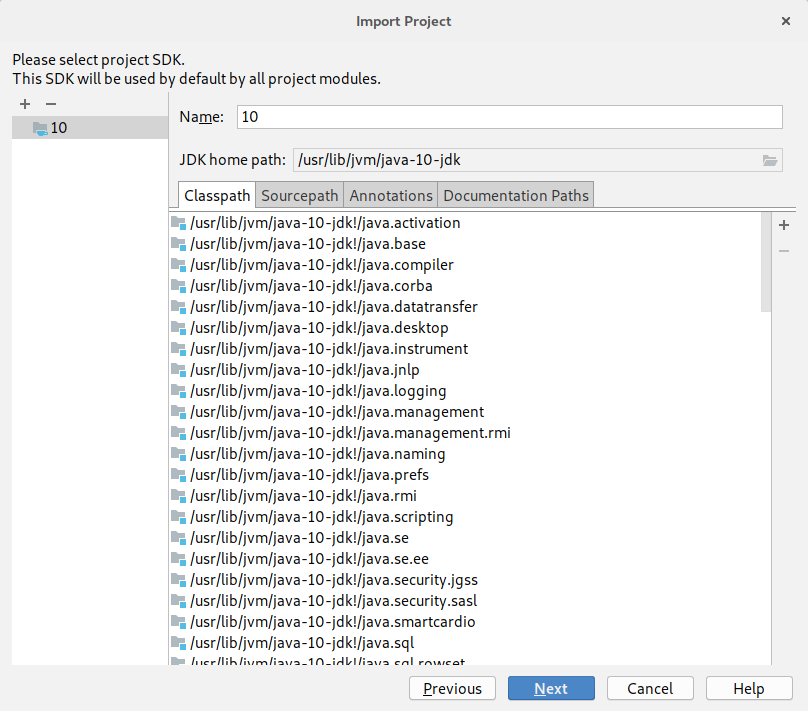 Import Project
Please select project SDK.
This SDK will be used by default by all project modules.
10
Name: 10
JDK home path: /usr/lib/jvm/java-10-jdk
Classpath Sourcepath Annotations Documentation Paths
/usr/lib/jvm/java-10-jdk!/java.activation
/usr/lib/jvm/java-10-jdk!/java.base
/usr/lib/jvm/java-10-jdk!/java.compiler
/usr/lib/jvm/java-10-jdk!/java.corba
/usr/lib/jvm/java-10-jdk!/java.datatransfer
/usr/lib/jvm/java-10-jdk!/java.desktop
/usr/lib/jvm/java-10-jdk!/java.instrument
/usr/lib/jvm/java-10-jdk!/java.jnlp
/usr/lib/jvm/java-10-jdk!/java.logging
/usr/lib/jvm/java-10-jdk!/java.management
/usr/lib/jvm/java-10-jdk!/java.management.rmi
/usr/lib/jvm/java-10-jdk!/java.naming
/usr/lib/jvm/java-10-jdk!/java.prefs
/usr/lib/jvm/java-10-jdk!/java.rmi
/usr/lib/jvm/java-10-jdk!/java.scripting
/usr/lib/jvm/java-10-jdk!/java.se
/usr/lib/jvm/java-10-jdk!/java.se.ee
/usr/lib/jvm/java-10-jdk!/java.security.jgss
/usr/lib/jvm/java-10-jdk!/java.security.sasl
/usr/lib/jvm/java-10-jdk!/java.smartcardio
/usr/lib/jvm/java-10-jdk!/java.sql
/usr/lib/jvm/java-10-jdk!/java.sql.rowset
Previous Next Cancel Help